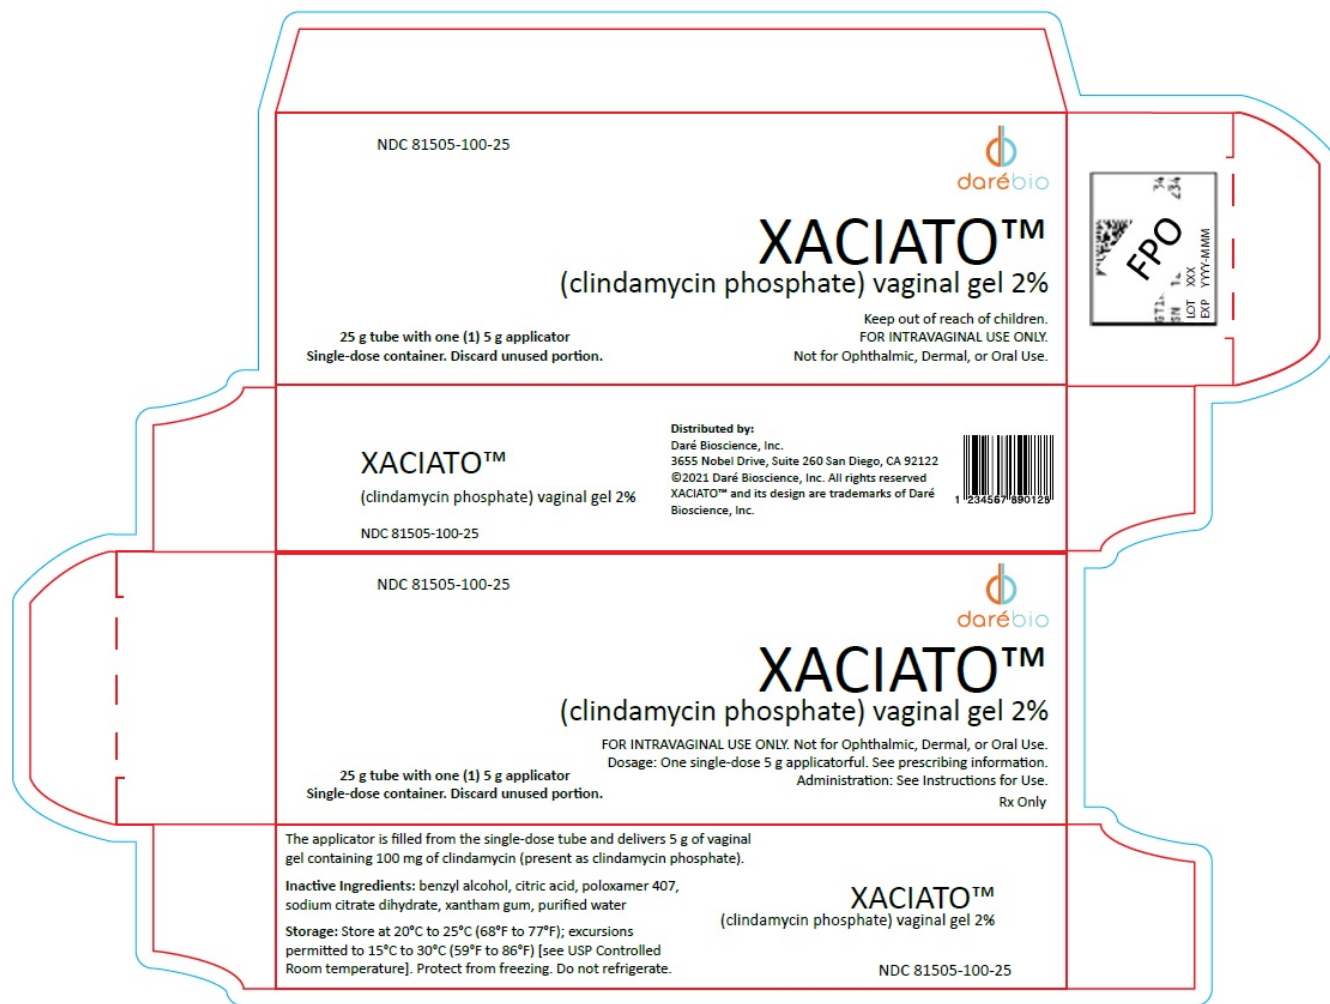 NDC 81505-100-25
darébio
XACIATO™
(clindamycin phosphate) vaginal gel 2%
Keep out of reach of children.
FOR INTRAVAGINAL USE ONLY.
Not for Ophthalmic, Dermal, or Oral Use.
25 g tube with one (1) 5 g applicator
Single-dose container. Discard unused portion.
FPO
LOT XXX
EXP YYYY-MMM
XACIATO™
(clindamycin phosphate) vaginal gel 2%
NDC 81505-100-25
Distributed by:
Daré Bioscience, Inc.
3655 Nobel Drive, Suite 260 San Diego, CA 92122
©2021 Daré Bioscience, Inc. All rights reserved
XACIATO™ and its design are trademarks of Daré
Bioscience, Inc.
1 234567 890128
NDC 81505-100-25
darébio
XACIATO™
(clindamycin phosphate) vaginal gel 2%
FOR INTRAVAGINAL USE ONLY. Not for Ophthalmic, Dermal, or Oral Use.
Dosage: One single-dose 5 g applicatorful. See prescribing information.
Administration: See Instructions for Use.
Rx Only
25 g tube with one (1) 5 g applicator
Single-dose container. Discard unused portion.
The applicator is filled from the single-dose tube and delivers 5 g of vaginal
gel containing 100 mg of clindamycin (present as clindamycin phosphate).
Inactive Ingredients: benzyl alcohol, citric acid, poloxamer 407,
sodium citrate dihydrate, xantham gum, purified water
Storage: Store at 20°C to 25°C (68°F to 77°F); excursions
permitted to 15°C to 30°C (59°F to 86°F) [see USP Controlled
Room temperature]. Protect from freezing. Do not refrigerate.
XACIATO™
(clindamycin phosphate) vaginal gel 2%
NDC 81505-100-25